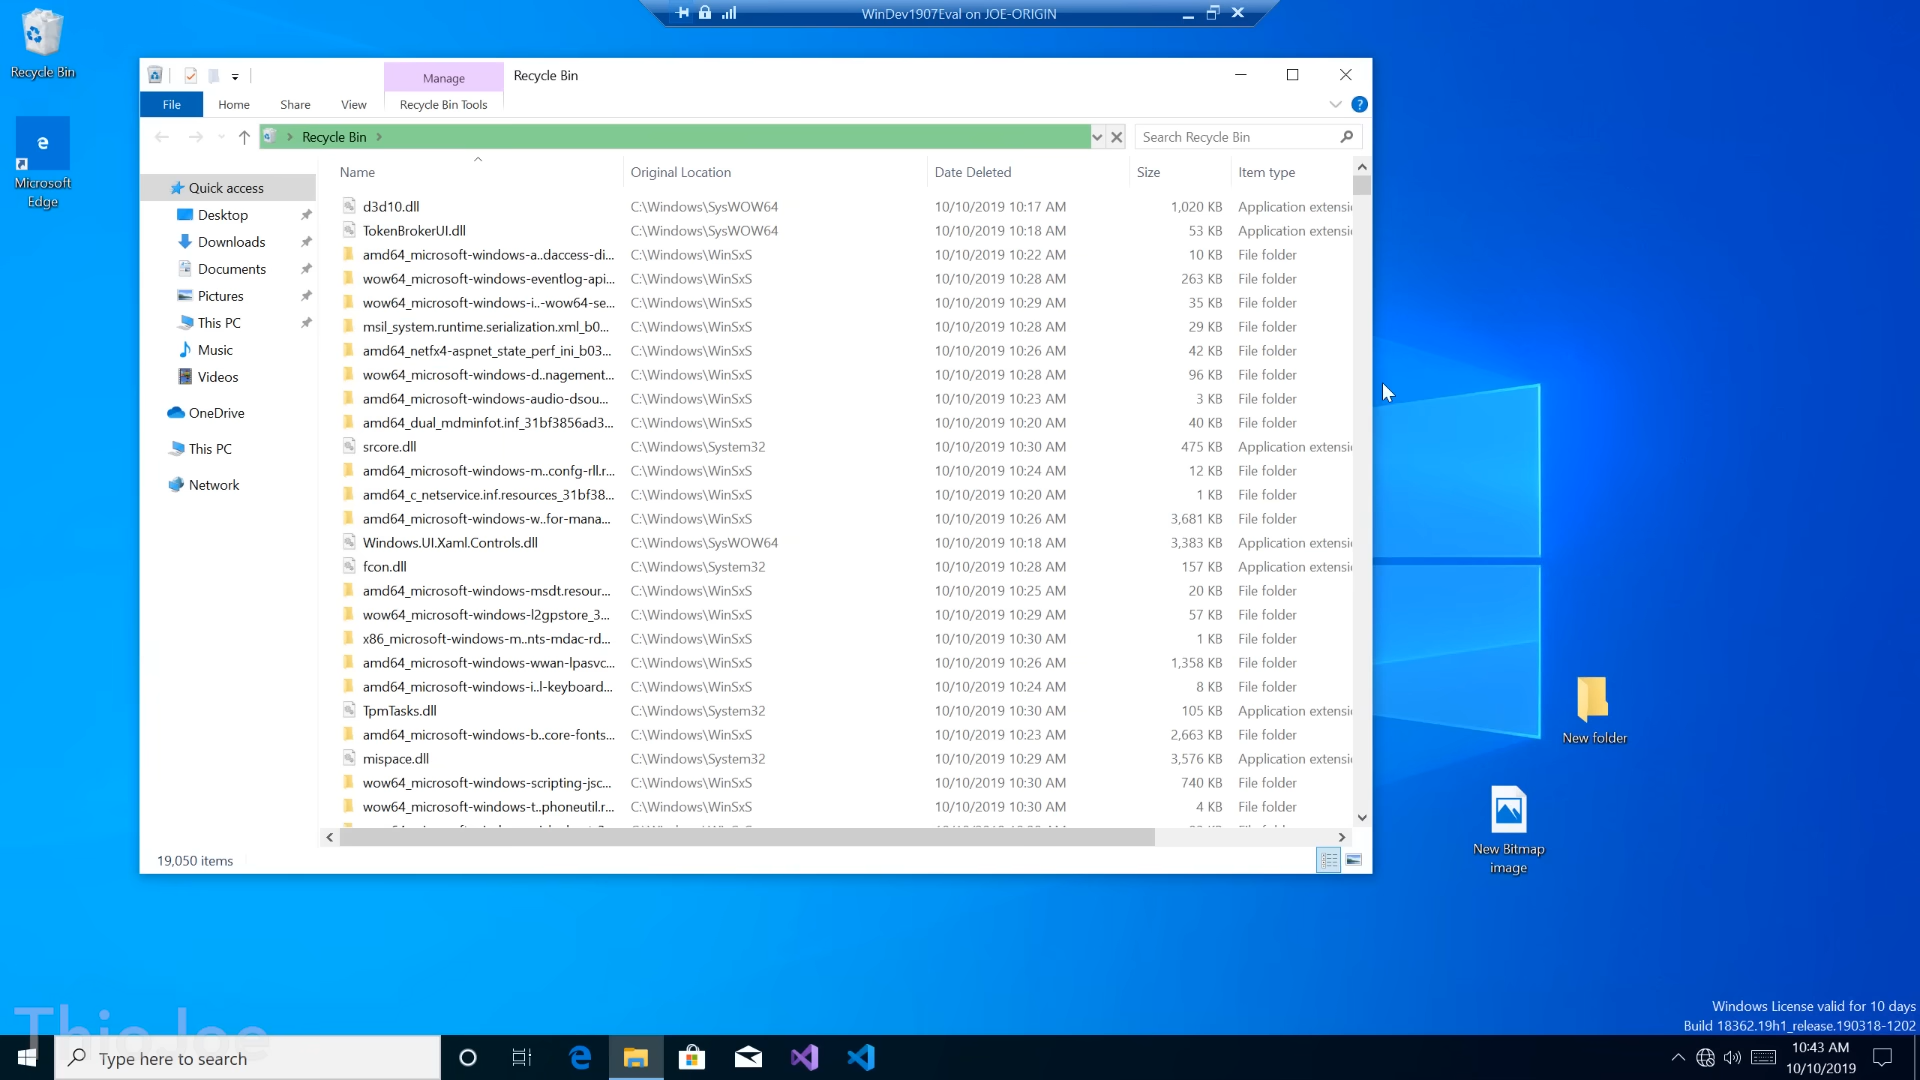 WinDev1907Eval on JOE-ORIGIN
Recycle Bin
Microsoft
Edge
Manage
Recycle Bin
File
Home
Share
View
Recycle Bin Tools
Recycle Bin
Search Recycle Bin
Name
Original Location
Date Deleted
Size
Item type
Quick access
Desktop
Downloads
Documents
Pictures
This PC
Music
Videos
OneDrive
This PC
Network
d3d10.dll C:\Windows\SysWOW64 10/10/2019 10:17 AM 1,020 KB Application extensi
TokenBrokerUI.dll C:\Windows\SysWOW64 10/10/2019 10:18 AM 53 KB Application extensi
amd64_microsoft-windows-a..daccess-di... C:\Windows\WinSxS 10/10/2019 10:22 AM 10 KB File folder
wow64_microsoft-windows-eventlog-api... C:\Windows\WinSxS 10/10/2019 10:28 AM 263 KB File folder
wow64_microsoft-windows-i..-wow64-se... C:\Windows\WinSxS 10/10/2019 10:29 AM 35 KB File folder
msil_system.runtime.serialization.xml_b0... C:\Windows\WinSxS 10/10/2019 10:28 AM 29 KB File folder
amd64_netfx4-aspnet_state_perf_ini_b03... C:\Windows\WinSxS 10/10/2019 10:26 AM 42 KB File folder
wow64_microsoft-windows-d..nagement... C:\Windows\WinSxS 10/10/2019 10:28 AM 96 KB File folder
amd64_microsoft-windows-audio-dsou... C:\Windows\WinSxS 10/10/2019 10:23 AM 3 KB File folder
amd64_dual_mdminfot.inf_31bf3856ad3... C:\Windows\WinSxS 10/10/2019 10:20 AM 40 KB File folder
srcore.dll C:\Windows\System32 10/10/2019 10:30 AM 475 KB Application extensi
amd64_microsoft-windows-m..confg-rll.r... C:\Windows\WinSxS 10/10/2019 10:24 AM 12 KB File folder
amd64_c_netservice.inf.resources_31bf38... C:\Windows\WinSxS 10/10/2019 10:20 AM 1 KB File folder
amd64_microsoft-windows-w..for-mana... C:\Windows\WinSxS 10/10/2019 10:26 AM 3,681 KB File folder
Windows.UI.Xaml.Controls.dll C:\Windows\SysWOW64 10/10/2019 10:18 AM 3,383 KB Application extensi
fcon.dll C:\Windows\System32 10/10/2019 10:28 AM 157 KB Application extensi
amd64_microsoft-windows-msdt.resour... C:\Windows\WinSxS 10/10/2019 10:25 AM 20 KB File folder
wow64_microsoft-windows-l2gpstore_3... C:\Windows\WinSxS 10/10/2019 10:29 AM 57 KB File folder
x86_microsoft-windows-m..nts-mdac-rd... C:\Windows\WinSxS 10/10/2019 10:30 AM 1 KB File folder
amd64_microsoft-windows-wwan-lpasvc... C:\Windows\WinSxS 10/10/2019 10:26 AM 1,358 KB File folder
amd64_microsoft-windows-i..l-keyboard... C:\Windows\WinSxS 10/10/2019 10:24 AM 8 KB File folder
TpmTasks.dll C:\Windows\System32 10/10/2019 10:30 AM 105 KB Application extensi
amd64_microsoft-windows-b..core-fonts... C:\Windows\WinSxS 10/10/2019 10:23 AM 2,663 KB File folder
mispace.dll C:\Windows\System32 10/10/2019 10:29 AM 3,576 KB Application extensi
wow64_microsoft-windows-scripting-jsc... C:\Windows\WinSxS 10/10/2019 10:30 AM 740 KB File folder
wow64_microsoft-windows-t..phoneutil.r... C:\Windows\WinSxS 10/10/2019 10:30 AM 4 KB File folder
19,050 items
New folder
New Bitmap
image
ThioJoe
Windows License valid for 10 days
Build 18362.19h1_release.190318-1202
Type here to search
10:43 AM
10/10/2019